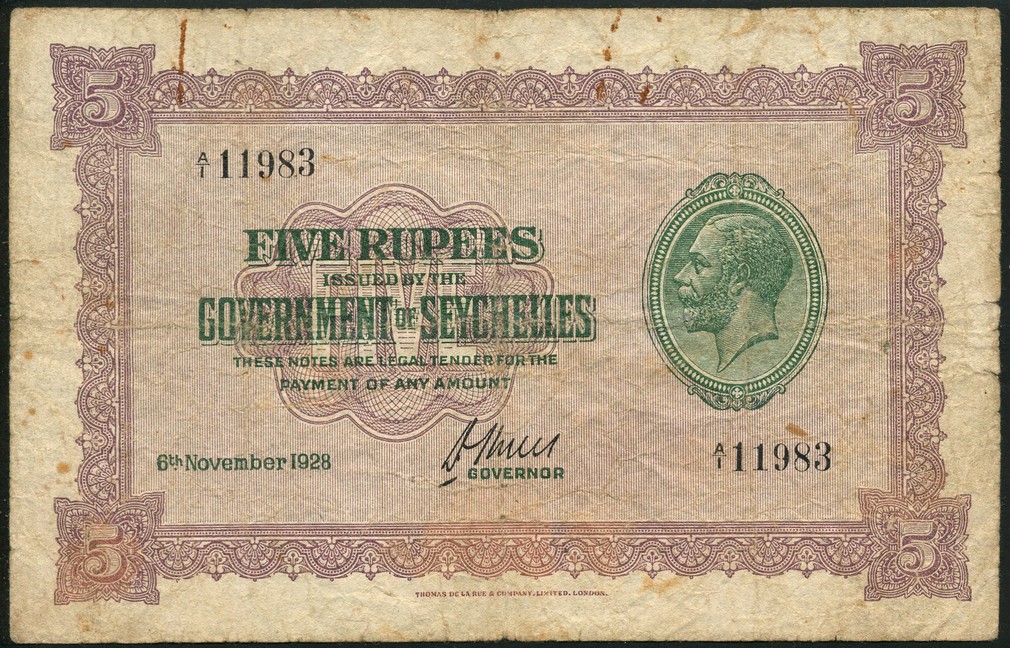 5 5
A/1 11983
FIVE RUPEES
ISSUED BY THE
GOVERNMENT OF SEYCHELLES
THESE NOTES ARE LEGAL TENDER FOR THE
PAYMENT OF ANY AMOUNT
6th November 1928
GOVERNOR
A/1 11983
5 5
THOMAS DE LA RUE & COMPANY, LIMITED, LONDON.